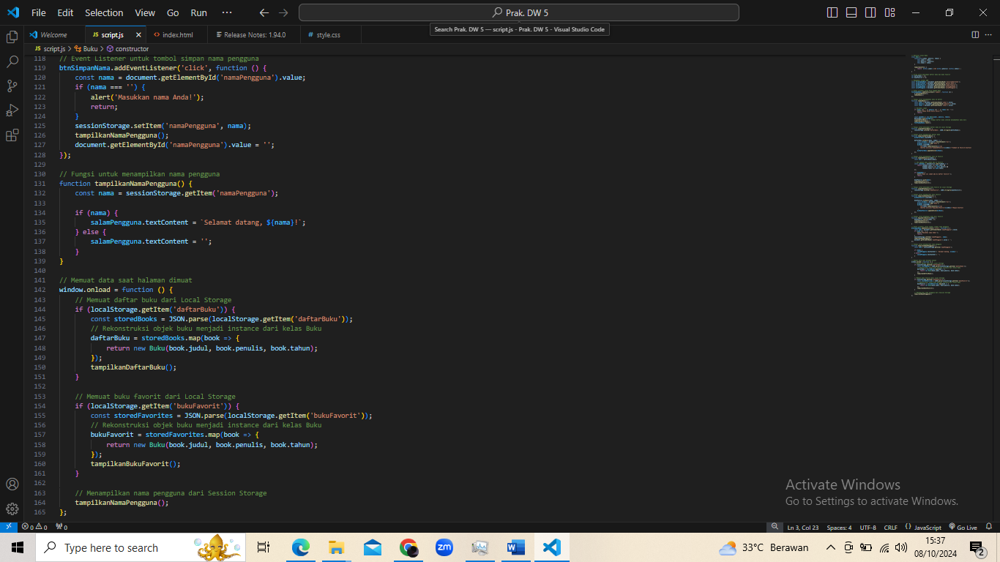 File Edit Selection View Go Run ··· Prak. DW 5
Welcome JS script.js <> index.html Release Notes: 1.94.0 # style.css
Search Prak. DW 5 — script.js - Prak. DW 5 - Visual Studio Code
JS script.js > Buku > constructor
118 // Event Listener untuk tombol simpan nama pengguna
119 btnSimpanNama.addEventListener('click', function () {
120 const nama = document.getElementById('namaPengguna').value;
121 if (nama === '') {
122 alert('Masukkan nama Anda!');
123 return;
124 }
125 sessionStorage.setItem('namaPengguna', nama);
126 tampilkanNamaPengguna();
127 document.getElementById('namaPengguna').value = '';
128 });
129
130 // Fungsi untuk menampilkan nama pengguna
131 function tampilkanNamaPengguna() {
132 const nama = sessionStorage.getItem('namaPengguna');
133
134 if (nama) {
135 salamPengguna.textContent = `Selamat datang, ${nama}!`;
136 } else {
137 salamPengguna.textContent = '';
138 }
139 }
140
141 // Memuat data saat halaman dimuat
142 window.onload = function () {
143 // Memuat daftar buku dari Local Storage
144 if (localStorage.getItem('daftarBuku')) {
145 const storedBooks = JSON.parse(localStorage.getItem('daftarBuku'));
146 // Rekonstruksi objek buku menjadi instance dari kelas Buku
147 daftarBuku = storedBooks.map(book => {
148 return new Buku(book.judul, book.penulis, book.tahun);
149 });
150 tampilkanDaftarBuku();
151 }
152
153 // Memuat buku favorit dari Local Storage
154 if (localStorage.getItem('bukuFavorit')) {
155 const storedFavorites = JSON.parse(localStorage.getItem('bukuFavorit'));
156 // Rekonstruksi objek buku menjadi instance dari kelas Buku
157 bukuFavorit = storedFavorites.map(book => {
158 return new Buku(book.judul, book.penulis, book.tahun);
159 });
160 tampilkanBukuFavorit();
161 }
162
163 // Menampilkan nama pengguna dari Session Storage
164 tampilkanNamaPengguna();
165 };
Activate Windows
Go to Settings to activate Windows.
0 0 0 Ln 3, Col 23 Spaces: 4 UTF-8 CRLF {} JavaScript Go Live
Type here to search zm W 33°C Berawan 15:37
08/10/2024 2